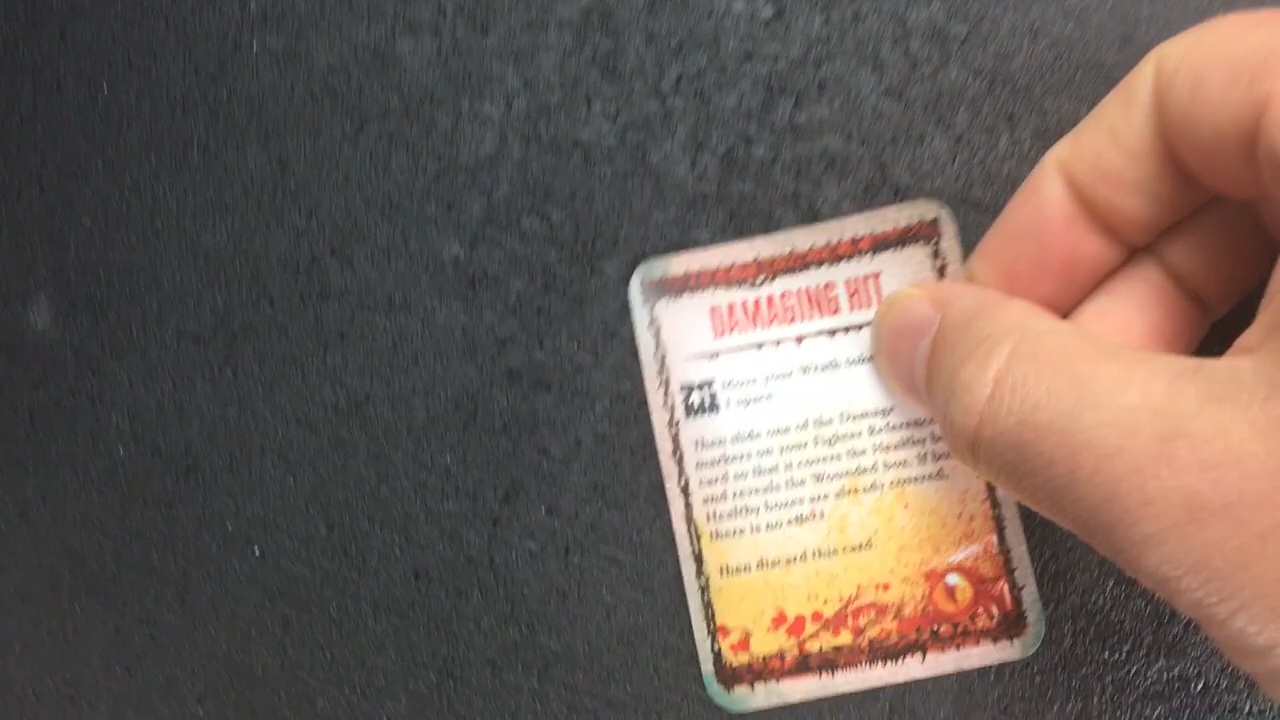 DAMAGING HIT
Move your Wrath
1 space
Then slide one of the Damage
markers on your Fighter Reference
card so that it covers the Healthy
and reveals the Wounded box. If
Healthy boxes are already covered,
there is no effect.
Then discard this card.